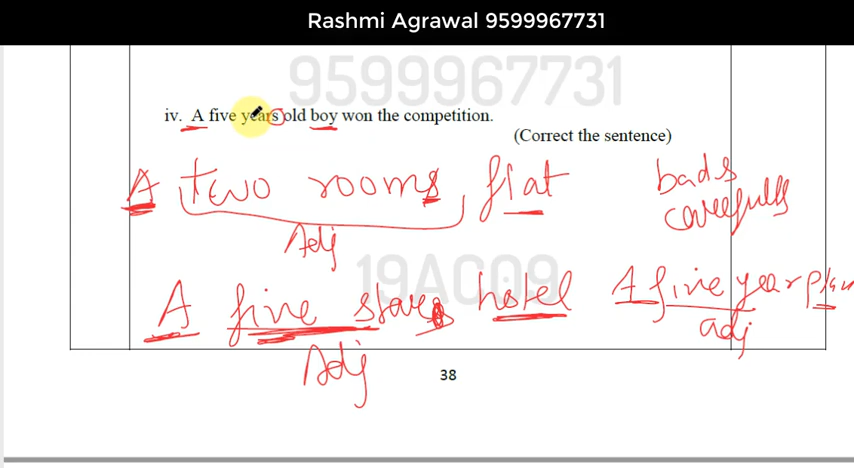 Rashmi Agrawal 9599967731
9599967731
iv. A five years old boy won the competition.
(Correct the sentence)
A two rooms flat
bads
carefulls
Adj
19AC09
A five stars hotel
A five year plan
adj
Adj
38